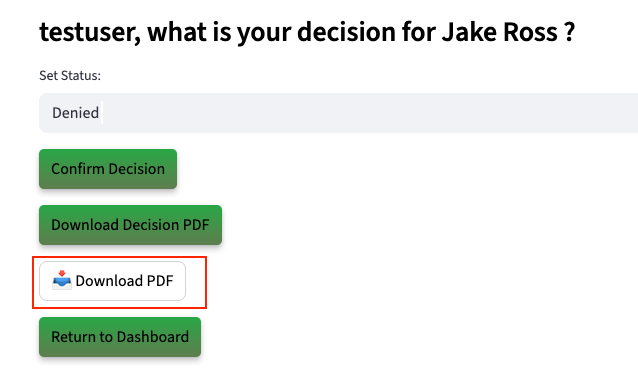 testuser, what is your decision for Jake Ross ?
Set Status:
Denied
Confirm Decision
Download Decision PDF
Download PDF
Return to Dashboard